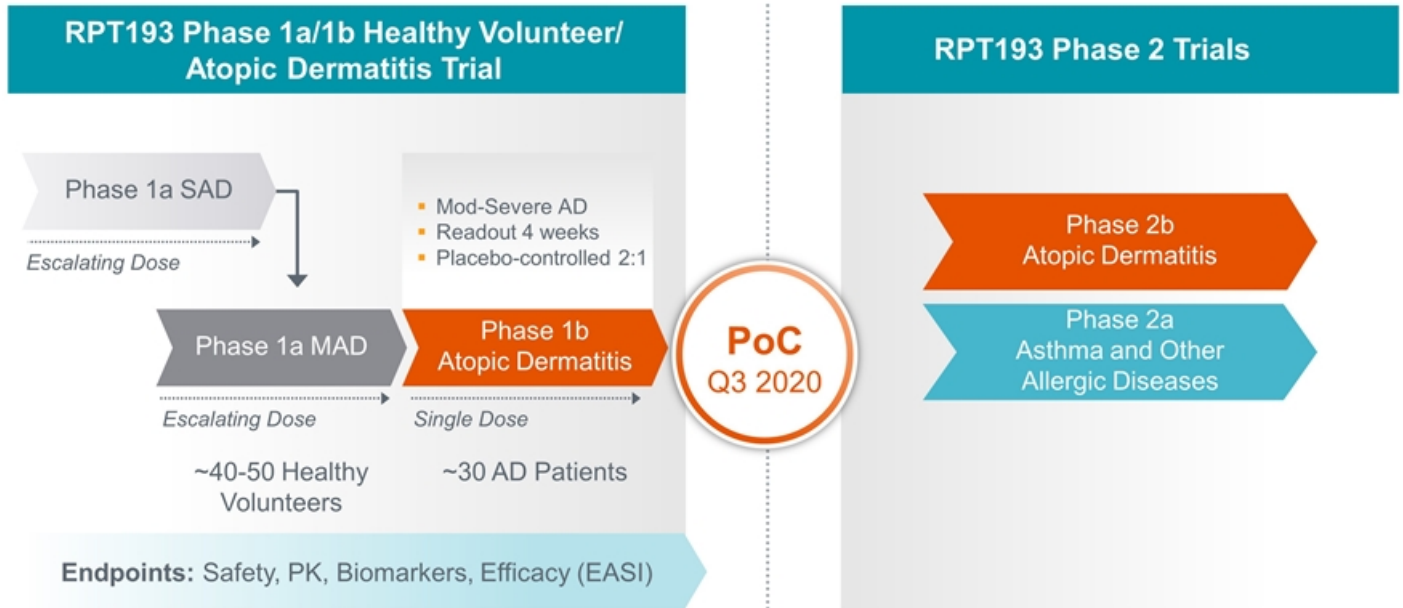 RPT193 Phase 1a/1b Healthy Volunteer/
Atopic Dermatitis Trial
Phase 1a SAD
Escalating Dose
▪ Mod-Severe AD
▪ Readout 4 weeks
▪ Placebo-controlled 2:1
Phase 1a MAD
Escalating Dose
~40-50 Healthy
Volunteers
Phase 1b
Atopic Dermatitis
Single Dose
~30 AD Patients
Endpoints: Safety, PK, Biomarkers, Efficacy (EASI)
PoC
Q3 2020
RPT193 Phase 2 Trials
Phase 2b
Atopic Dermatitis
Phase 2a
Asthma and Other
Allergic Diseases